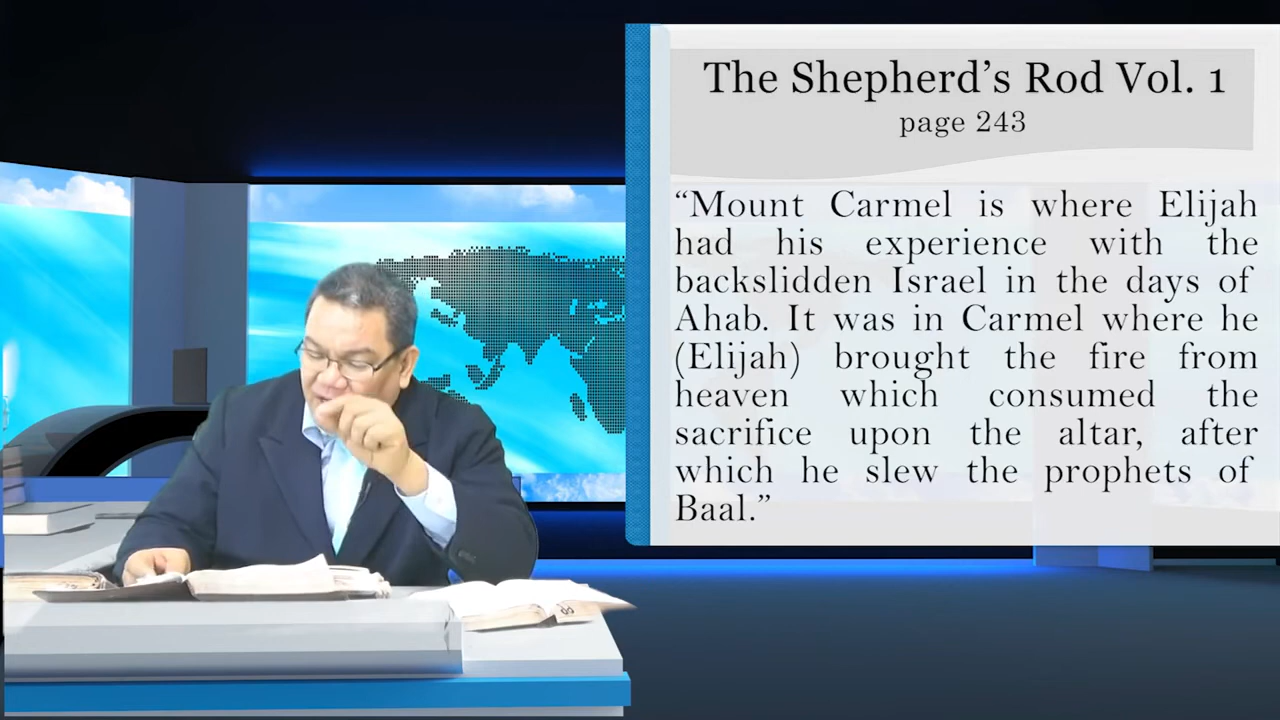 The Shepherd’s Rod Vol. 1
page 243
“Mount Carmel is where Elijah
had his experience with the
backslidden Israel in the days of
Ahab. It was in Carmel where he
(Elijah) brought the fire from
heaven which consumed the
sacrifice upon the altar, after
which he slew the prophets of
Baal.”